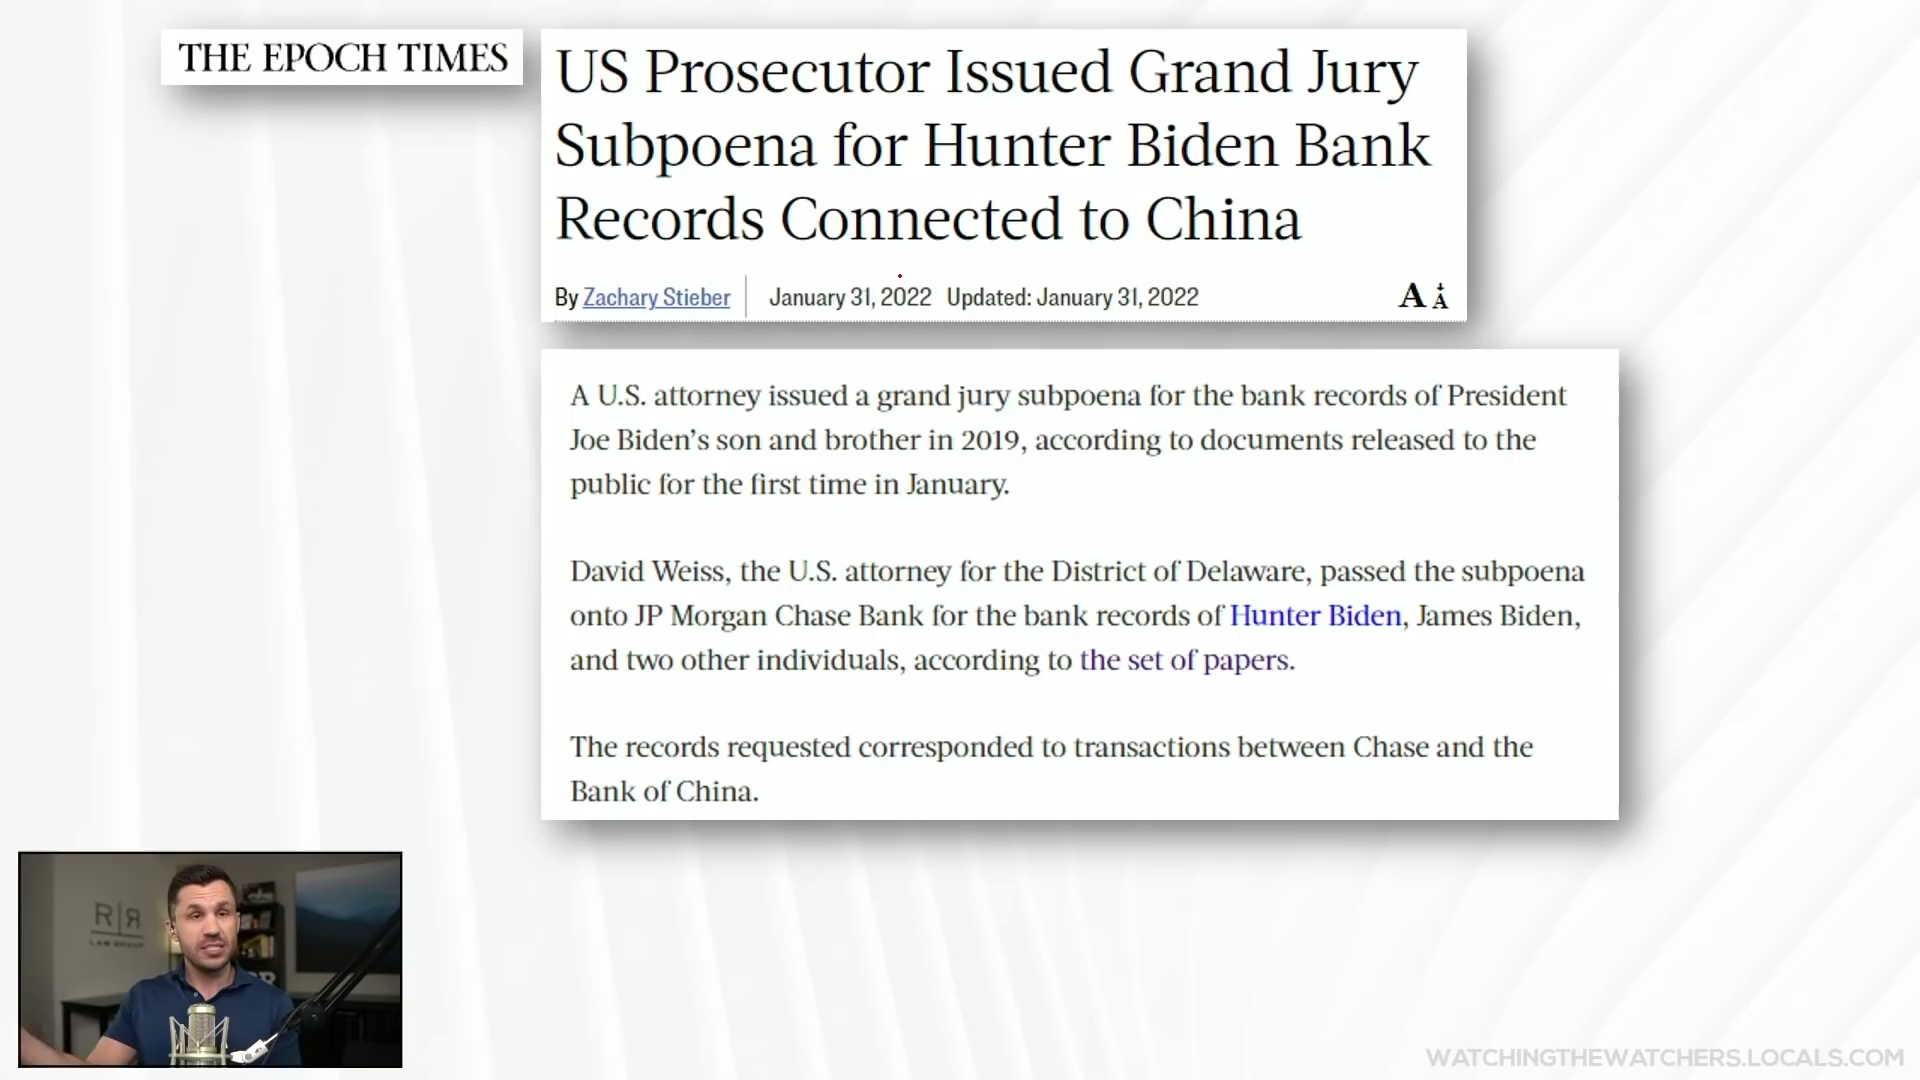 THE EPOCH TIMES
US Prosecutor Issued Grand Jury
Subpoena for Hunter Biden Bank
Records Connected to China
By Zachary Stieber January 31, 2022 Updated: January 31, 2022
A A
A U.S. attorney issued a grand jury subpoena for the bank records of President
Joe Biden’s son and brother in 2019, according to documents released to the
public for the first time in January.
David Weiss, the U.S. attorney for the District of Delaware, passed the subpoena
onto JP Morgan Chase Bank for the bank records of Hunter Biden, James Biden,
and two other individuals, according to the set of papers.
The records requested corresponded to transactions between Chase and the
Bank of China.
R|R
LAW GROUP
WATCHINGTHEWATCHERS.LOCALS.COM